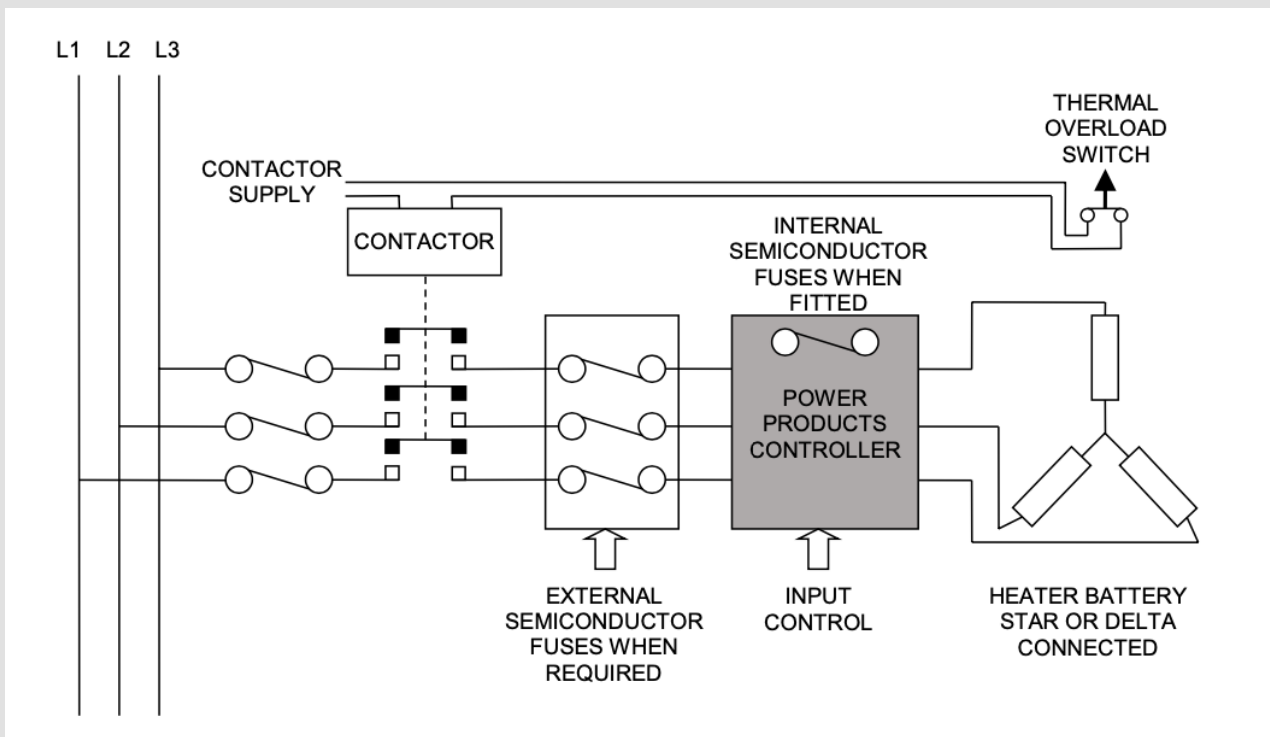 L1 L2 L3
THERMAL
OVERLOAD
SWITCH
CONTACTOR
SUPPLY
CONTACTOR
INTERNAL
SEMICONDUCTOR
FUSES WHEN
FITTED
POWER
PRODUCTS
CONTROLLER
EXTERNAL
SEMICONDUCTOR
FUSES WHEN
REQUIRED
INPUT
CONTROL
HEATER BATTERY
STAR OR DELTA
CONNECTED